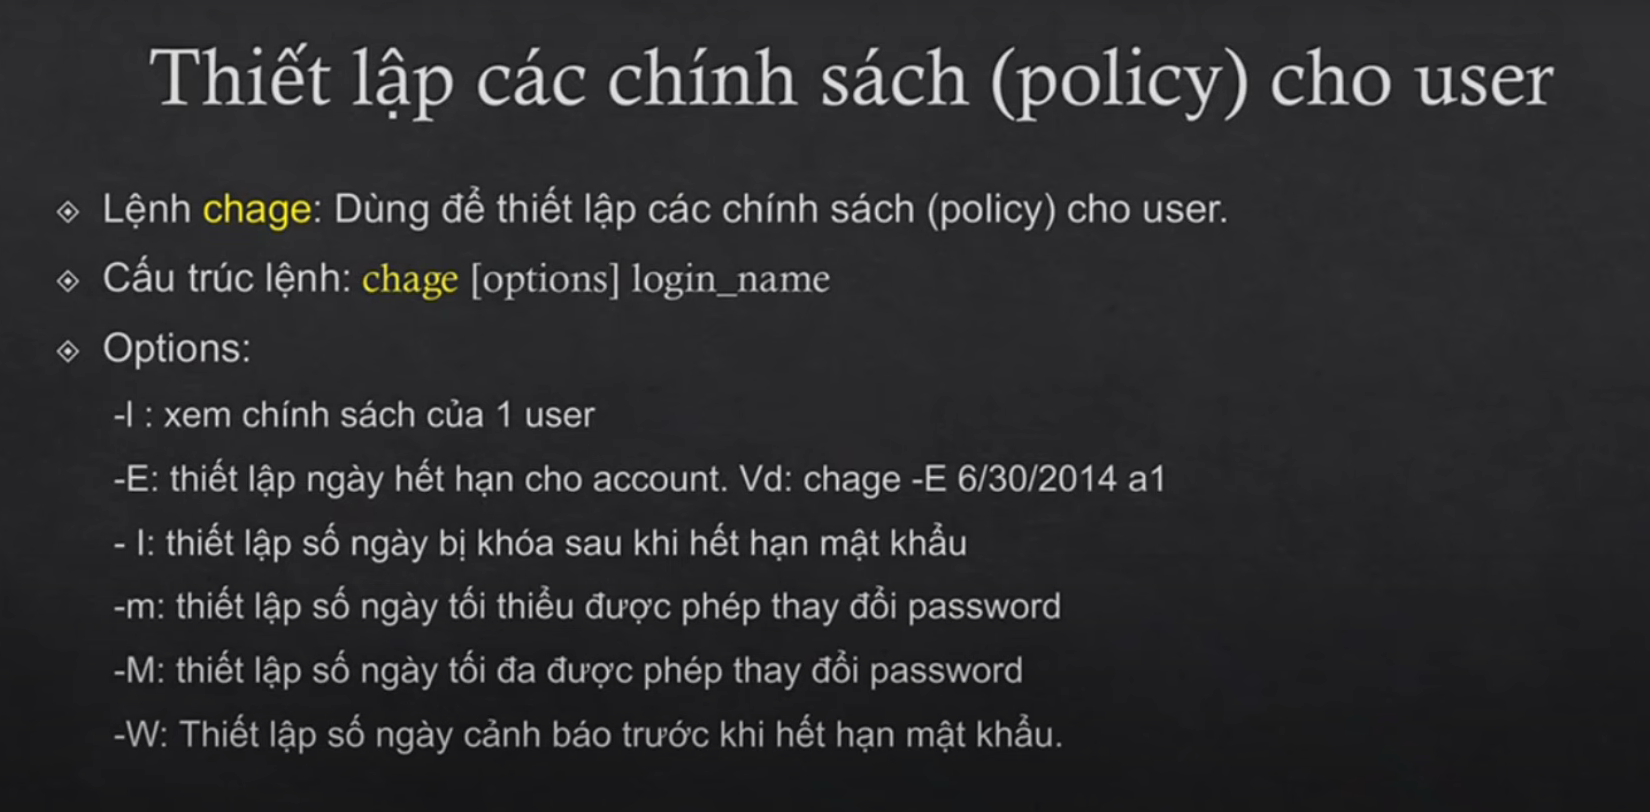 Thiết lập các chính sách (policy) cho user
Lệnh chage: Dùng để thiết lập các chính sách (policy) cho user.
Cấu trúc lệnh: chage [options] login_name
Options:
-l : xem chính sách của 1 user
-E: thiết lập ngày hết hạn cho account. Vd: chage -E 6/30/2014 a1
- I: thiết lập số ngày bị khóa sau khi hết hạn mật khẩu
-m: thiết lập số ngày tối thiểu được phép thay đổi password
-M: thiết lập số ngày tối đa được phép thay đổi password
-W: Thiết lập số ngày cảnh báo trước khi hết hạn mật khẩu.